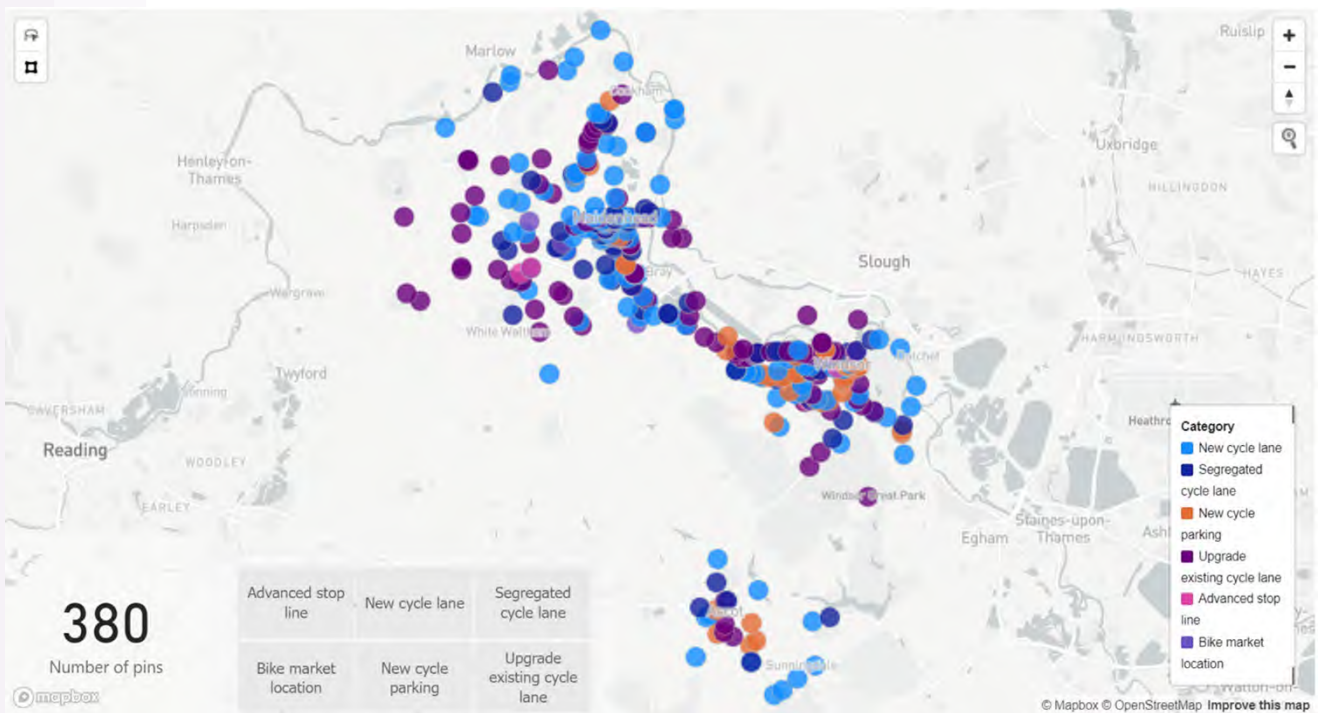 Ruislip
Marlow
Cookham
Uxbridge
Henley-on-
Thames
HILLINGDON
Harpsden
Maidenhead
Slough
Bray
HAYES
Wargrave
White Waltham
HARMONDSWORTH
Datchet
Windsor
Twyford
Sonning
CAVERSHAM
Reading
WOODLEY
EARLEY
Windsor Great Park
Staines-upon-
Thames
Egham
Ascot
Sunningdale
Category
New cycle lane
Segregated
cycle lane
New cycle
parking
Upgrade
existing cycle lane
Advanced stop
line
Bike market
location
380
Number of pins
Advanced stop
line
New cycle lane
Segregated
cycle lane
Bike market
location
New cycle
parking
Upgrade
existing cycle
lane
mapbox
© Mapbox © OpenStreetMap Improve this map